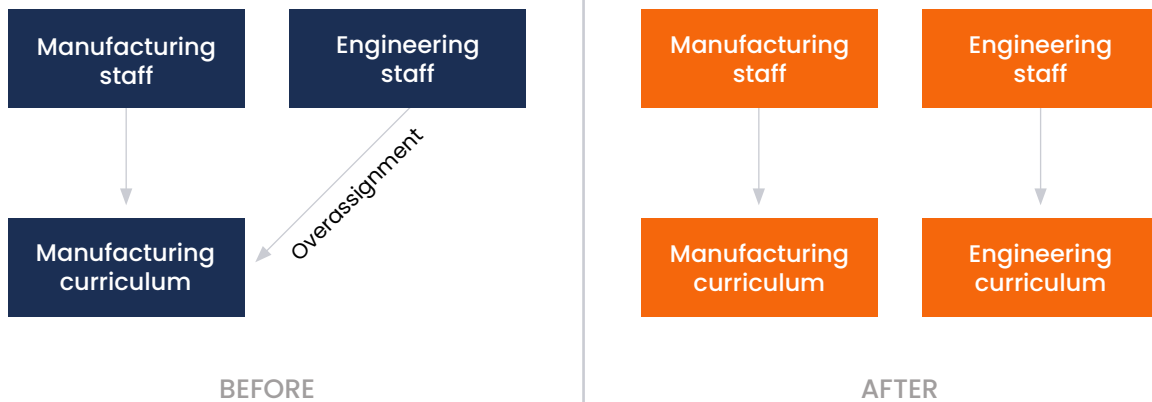 Manufacturing
staff
Engineering
staff
Overassignment
Manufacturing
curriculum
BEFORE
Manufacturing
staff
Engineering
staff
Manufacturing
curriculum
Engineering
curriculum
AFTER